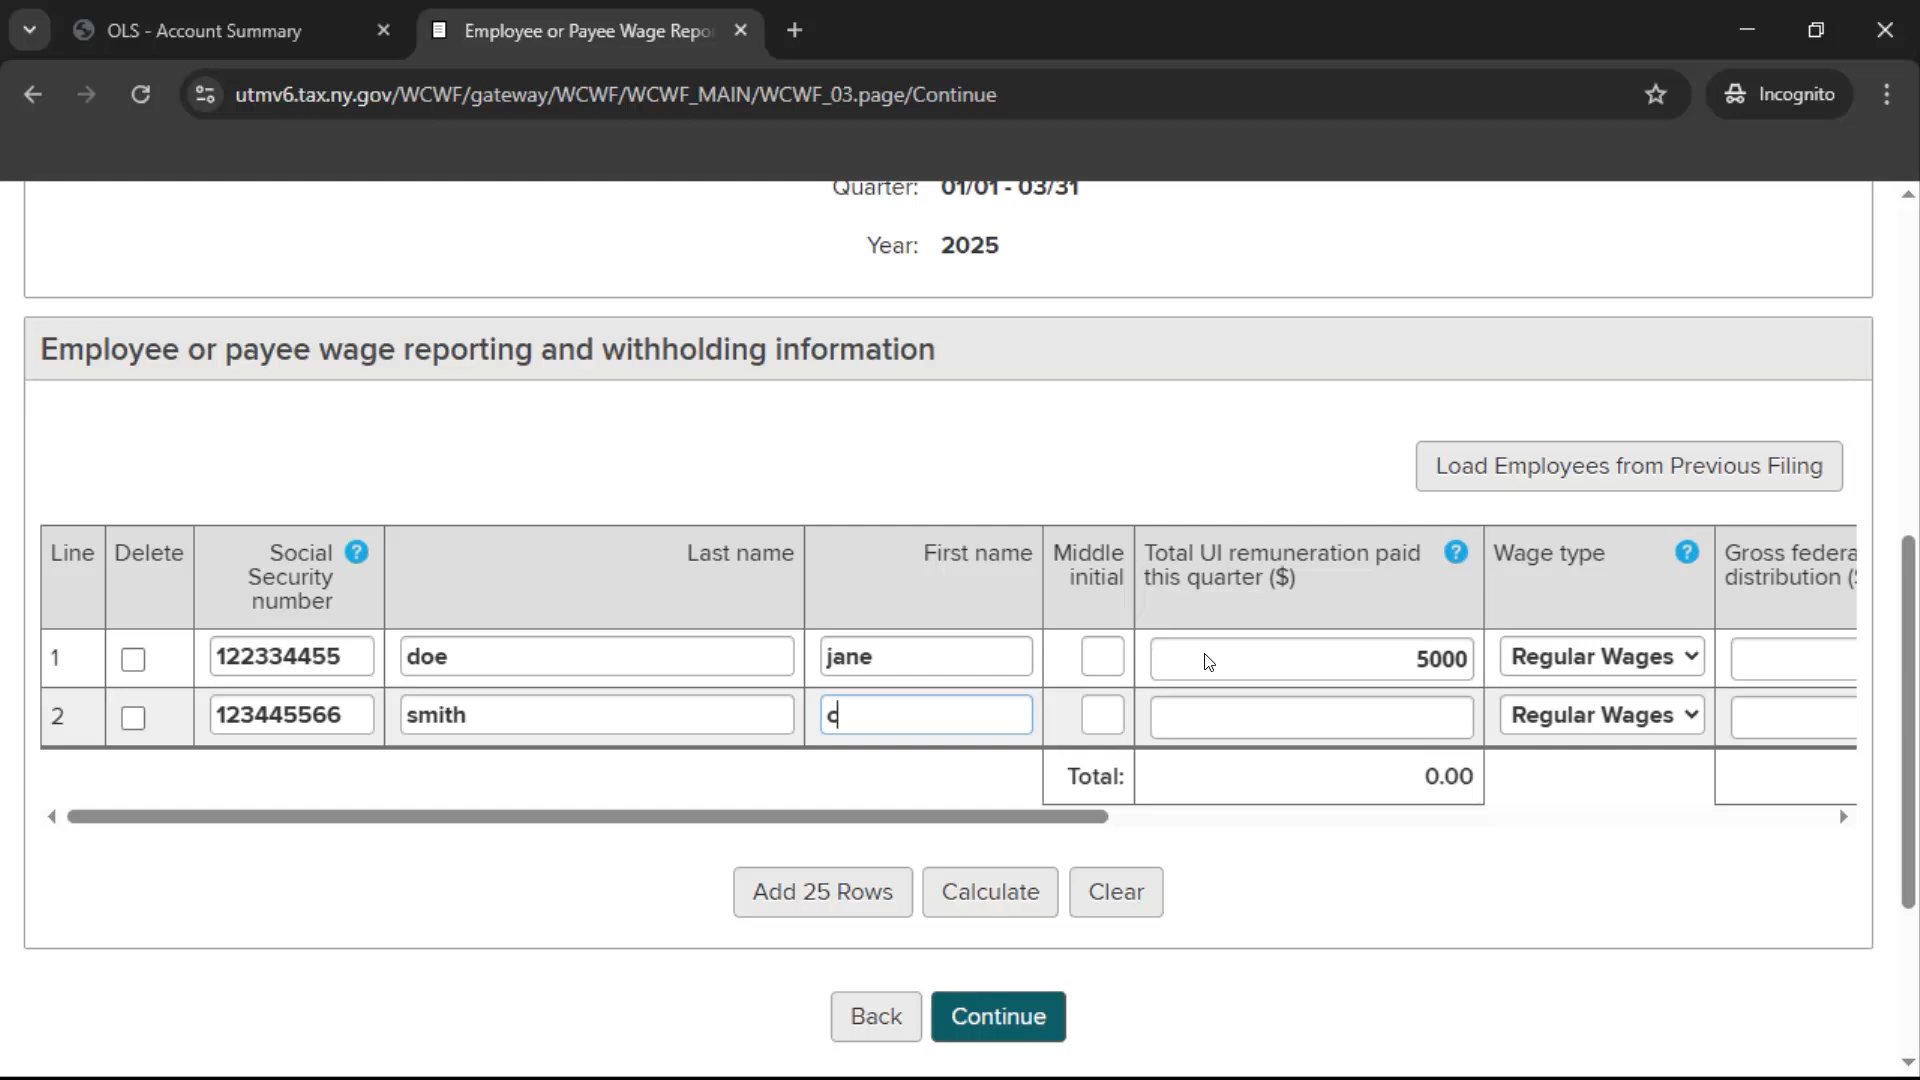 OLS - Account Summary
Employee or Payee Wage Repo
utmv6.tax.ny.gov/WCWF/gateway/WCWF/WCWF_MAIN/WCWF_03.page/Continue
Incognito
Quarter: 01/01 - 03/31
Year: 2025
Employee or payee wage reporting and withholding information
Load Employees from Previous Filing
Line Delete Social Security number ? Last name First name Middle initial Total UI remuneration paid this quarter ($) ? Wage type ? Gross federa distribution ($
1 122334455 doe jane 5000 Regular Wages
2 123445566 smith c Regular Wages
Total: 0.00
Add 25 Rows Calculate Clear
Back Continue